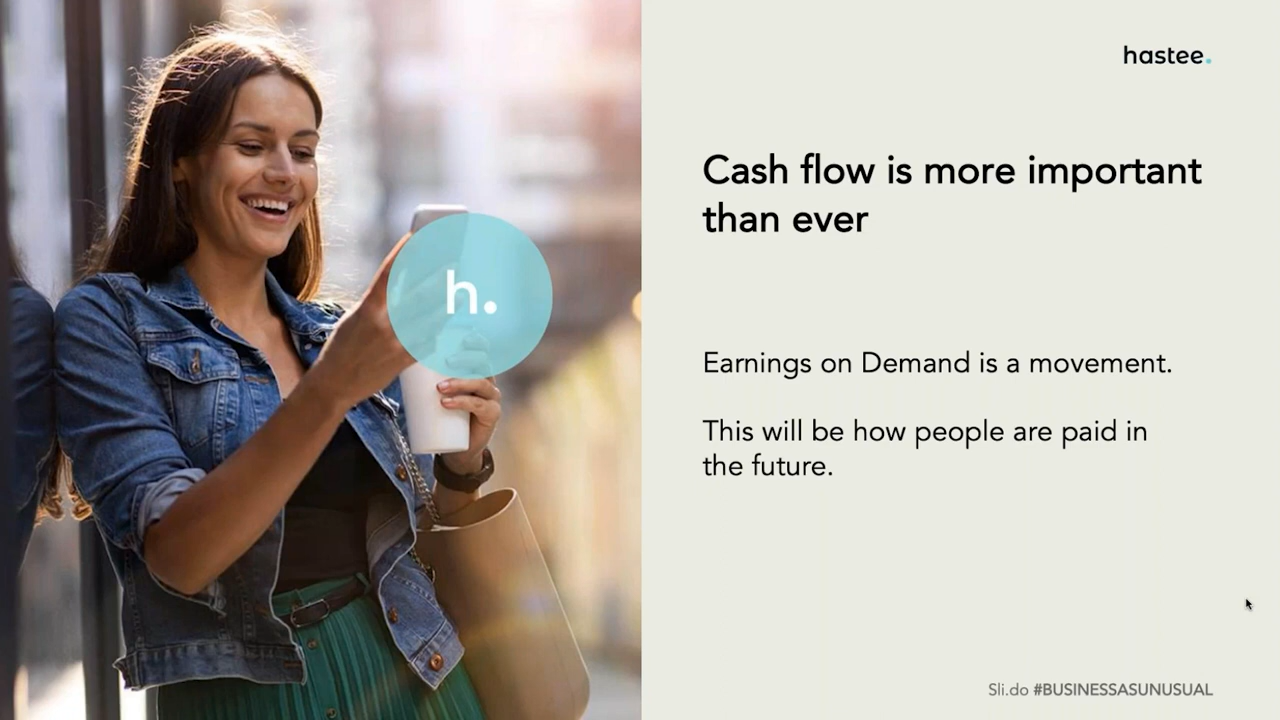 hastee.
Cash flow is more important
than ever
h.
Earnings on Demand is a movement.
This will be how people are paid in
the future.
Sli.do #BUSINESSASUNUSUAL